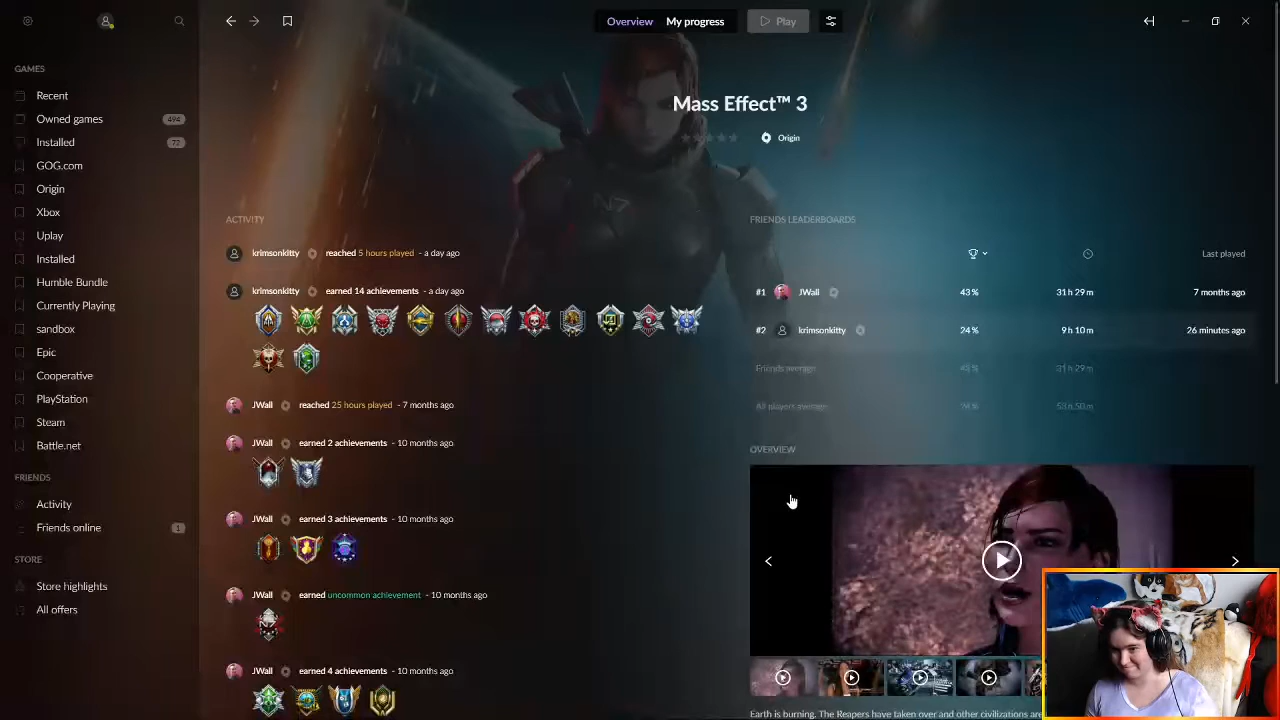 Overview My progress Play
GAMES
Recent
Owned games 494
Installed 72
GOG.com
Origin
Xbox
Uplay
Installed
Humble Bundle
Currently Playing
sandbox
Epic
Cooperative
PlayStation
Steam
Battle.net
FRIENDS
Activity
Friends online 1
STORE
Store highlights
All offers
Mass Effect™ 3
Origin
N7
ACTIVITY
krimsonkitty reached 5 hours played - a day ago
krimsonkitty earned 14 achievements - a day ago
JWall reached 25 hours played - 7 months ago
JWall earned 2 achievements - 10 months ago
JWall earned 3 achievements - 10 months ago
JWall earned uncommon achievement - 10 months ago
JWall earned 4 achievements - 10 months ago
FRIENDS LEADERBOARDS
Last played
#1 JWall 43 % 31 h 29 m 7 months ago
#2 krimsonkitty 24 % 9 h 10 m 26 minutes ago
Friends average 43 % 31 h 29 m
All players average
OVERVIEW
Earth is burning. The Reapers have taken over and other civilizations are